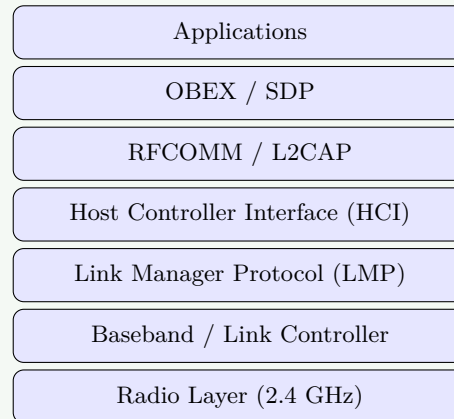 Applications
OBEX / SDP
RFCOMM / L2CAP
Host Controller Interface (HCI)
Link Manager Protocol (LMP)
Baseband / Link Controller
Radio Layer (2.4 GHz)